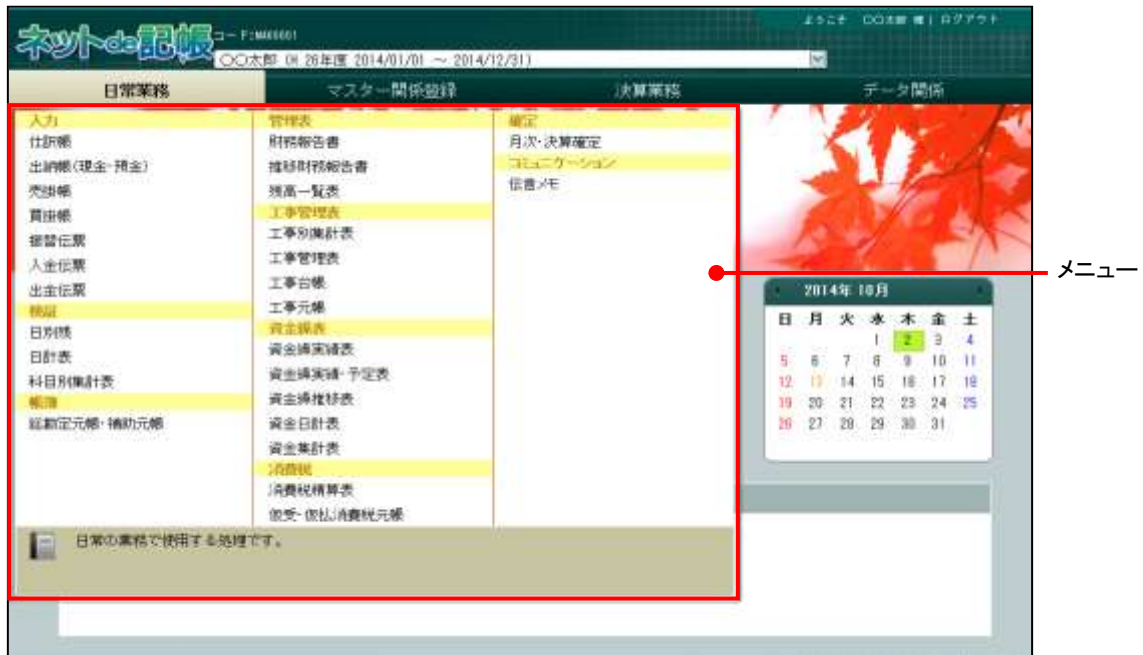 ネットde記帳
ようこそ 〇〇太郎 様 | ログアウト
〇〇太郎 (H 26年度 2014/01/01 ～ 2014/12/31)
日常業務 マスター関係登録 決算業務 データ関係
入力
仕訳帳
出納帳(現金・預金)
売掛帳
買掛帳
振替伝票
入金伝票
出金伝票
検証
日別残
日計表
科目別集計表
帳簿
総勘定元帳・補助元帳
管理表
財務報告書
推移財務報告書
残高一覧表
工事管理表
工事別集計表
工事管理表
工事台帳
工事元帳
資金繰表
資金繰実績表
資金繰実績・予定表
資金繰推移表
資金日計表
資金集計表
消費税
消費税精算表
仮受・仮払消費税元帳
確定
月次・決算確定
コミュニケーション
伝言メモ
メニュー
2014年 10月
日 月 火 水 木 金 土
1 2 3 4
5 6 7 8 9 10 11
12 13 14 15 16 17 18
19 20 21 22 23 24 25
26 27 28 29 30 31
日常の業務で使用する処理です。